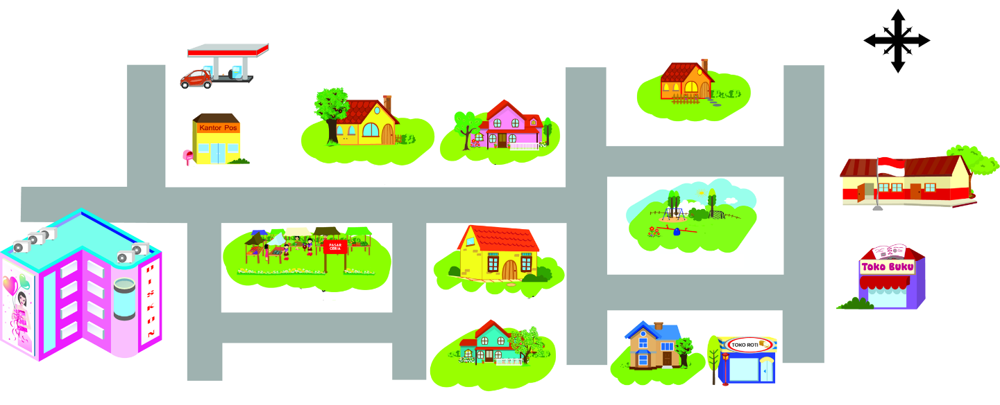 Kantor Pos
PASAR
CERIA
Toko Buku
TOKO ROTI